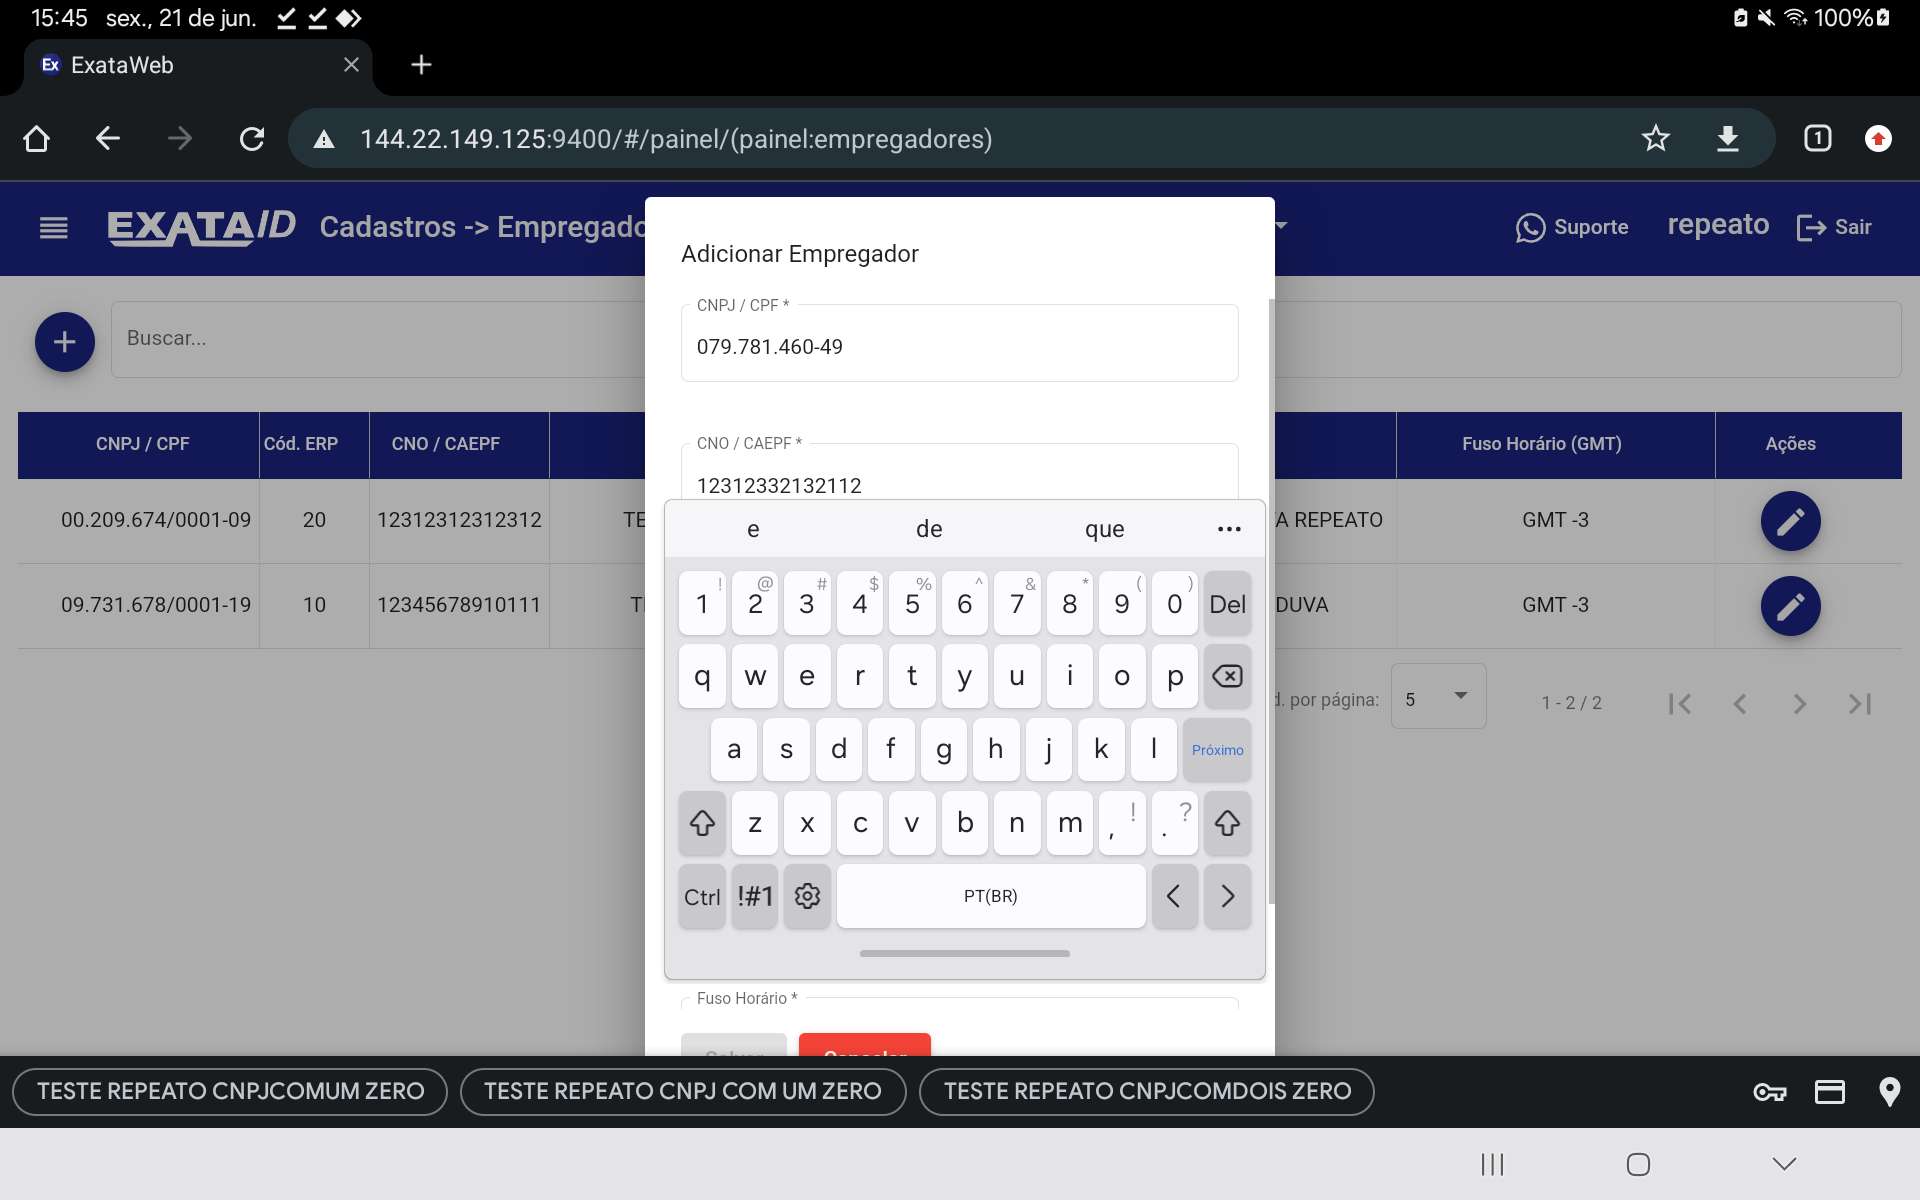 15:45 sex., 21 de jun. 100%
Ex ExataWeb
144.22.149.125:9400/#/painel/(painel:empregadores) 1
EXATA ID Cadastros -> Empregado Suporte repeato Sair
Adicionar Empregador
CNPJ / CPF *
079.781.460-49
Buscar...
CNO / CAEPF *
12312332132112
CNPJ / CPF Cód. ERP CNO / CAEPF Fuso Horário (GMT) Ações
00.209.674/0001-09 20 12312312312312 TE A REPEATO GMT -3
09.731.678/0001-19 10 12345678910111 T DUVA GMT -3
d. por página: 5 1 - 2 / 2
e de que
! @ # $ % ^ & * ( )
1 2 3 4 5 6 7 8 9 0 Del
q w e r t y u i o p
a s d f g h j k l Próximo
z x c v b n m , ! . ?
Ctrl !#1 PT(BR) < >
Fuso Horário *
TESTE REPEATO CNPJCOMUM ZERO TESTE REPEATO CNPJ COM UM ZERO TESTE REPEATO CNPJCOMDOIS ZERO